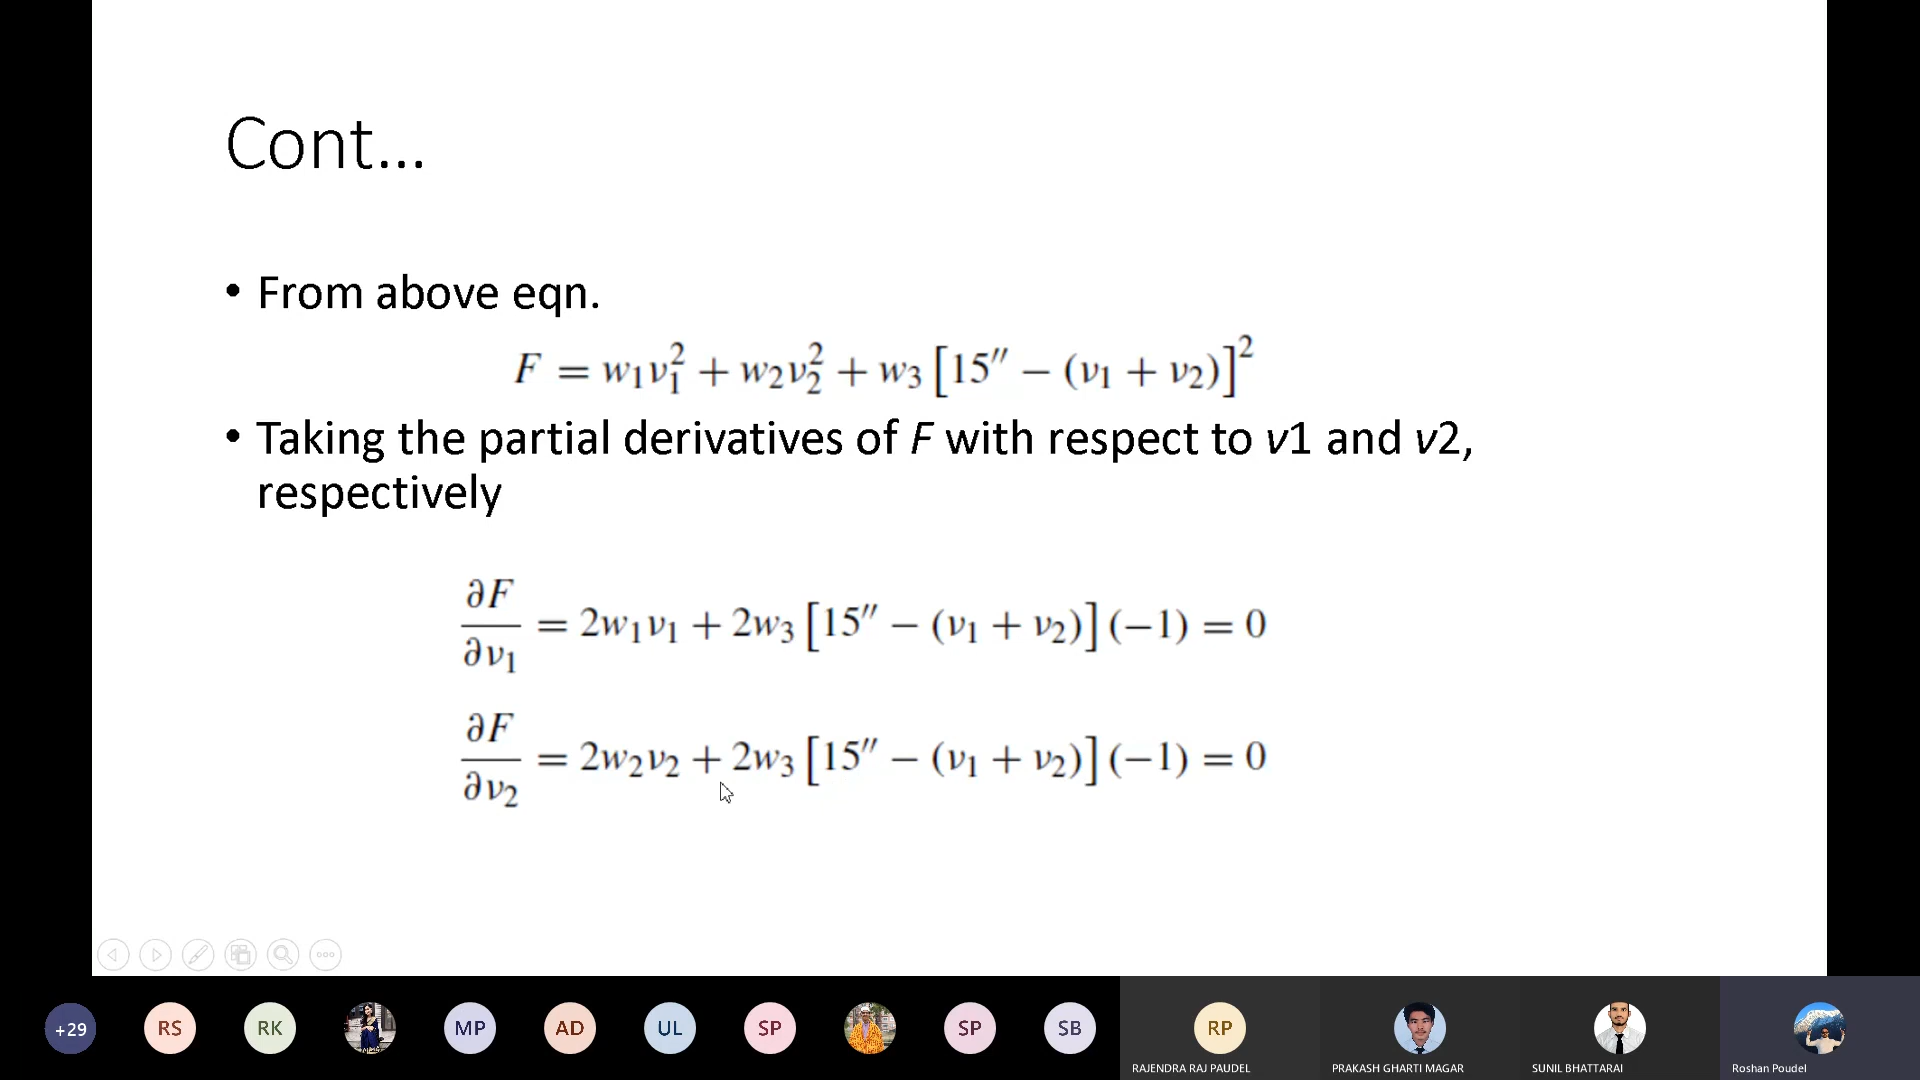 Cont...
• From above eqn.
F = w₁v₁² + w₂v₂² + w₃ [15″ − (v₁ + v₂)]²
• Taking the partial derivatives of F with respect to v1 and v2,
respectively
∂F/∂v₁ = 2w₁v₁ + 2w₃ [15″ − (v₁ + v₂)] (−1) = 0
∂F/∂v₂ = 2w₂v₂ + 2w₃ [15″ − (v₁ + v₂)] (−1) = 0
+29 RS RK MP AD UL SP SP SB RP
RAJENDRA RAJ PAUDEL PRAKASH GHARTI MAGAR SUNIL BHATTARAI Roshan Poudel